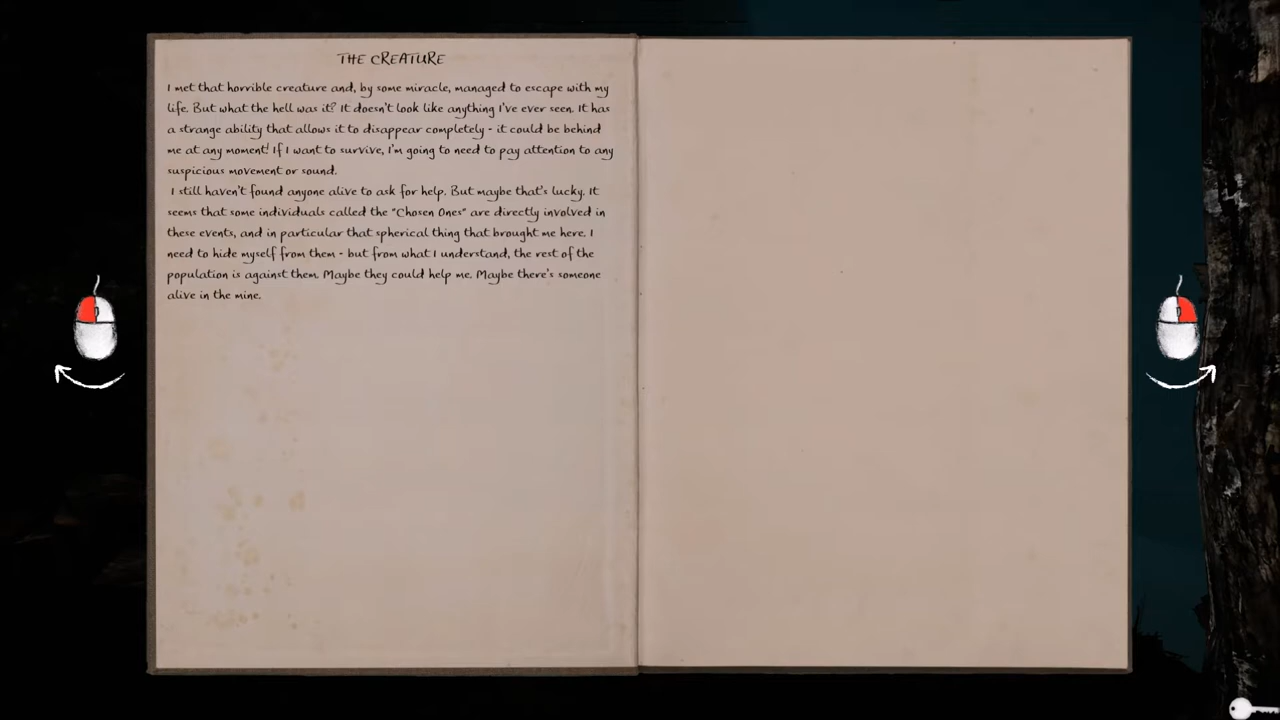 THE CREATURE
I met that horrible creature and, by some miracle, managed to escape with my
life. But what the hell was it? It doesn't look like anything I've ever seen. It has
a strange ability that allows it to disappear completely - it could be behind
me at any moment! If I want to survive, I'm going to need to pay attention to any
suspicious movement or sound.
I still haven't found anyone alive to ask for help. But maybe that's lucky. It
seems that some individuals called the "Chosen Ones" are directly involved in
these events, and in particular that spherical thing that brought me here. I
need to hide myself from them - but from what I understand, the rest of the
population is against them. Maybe they could help me. Maybe there's someone
alive in the mine.